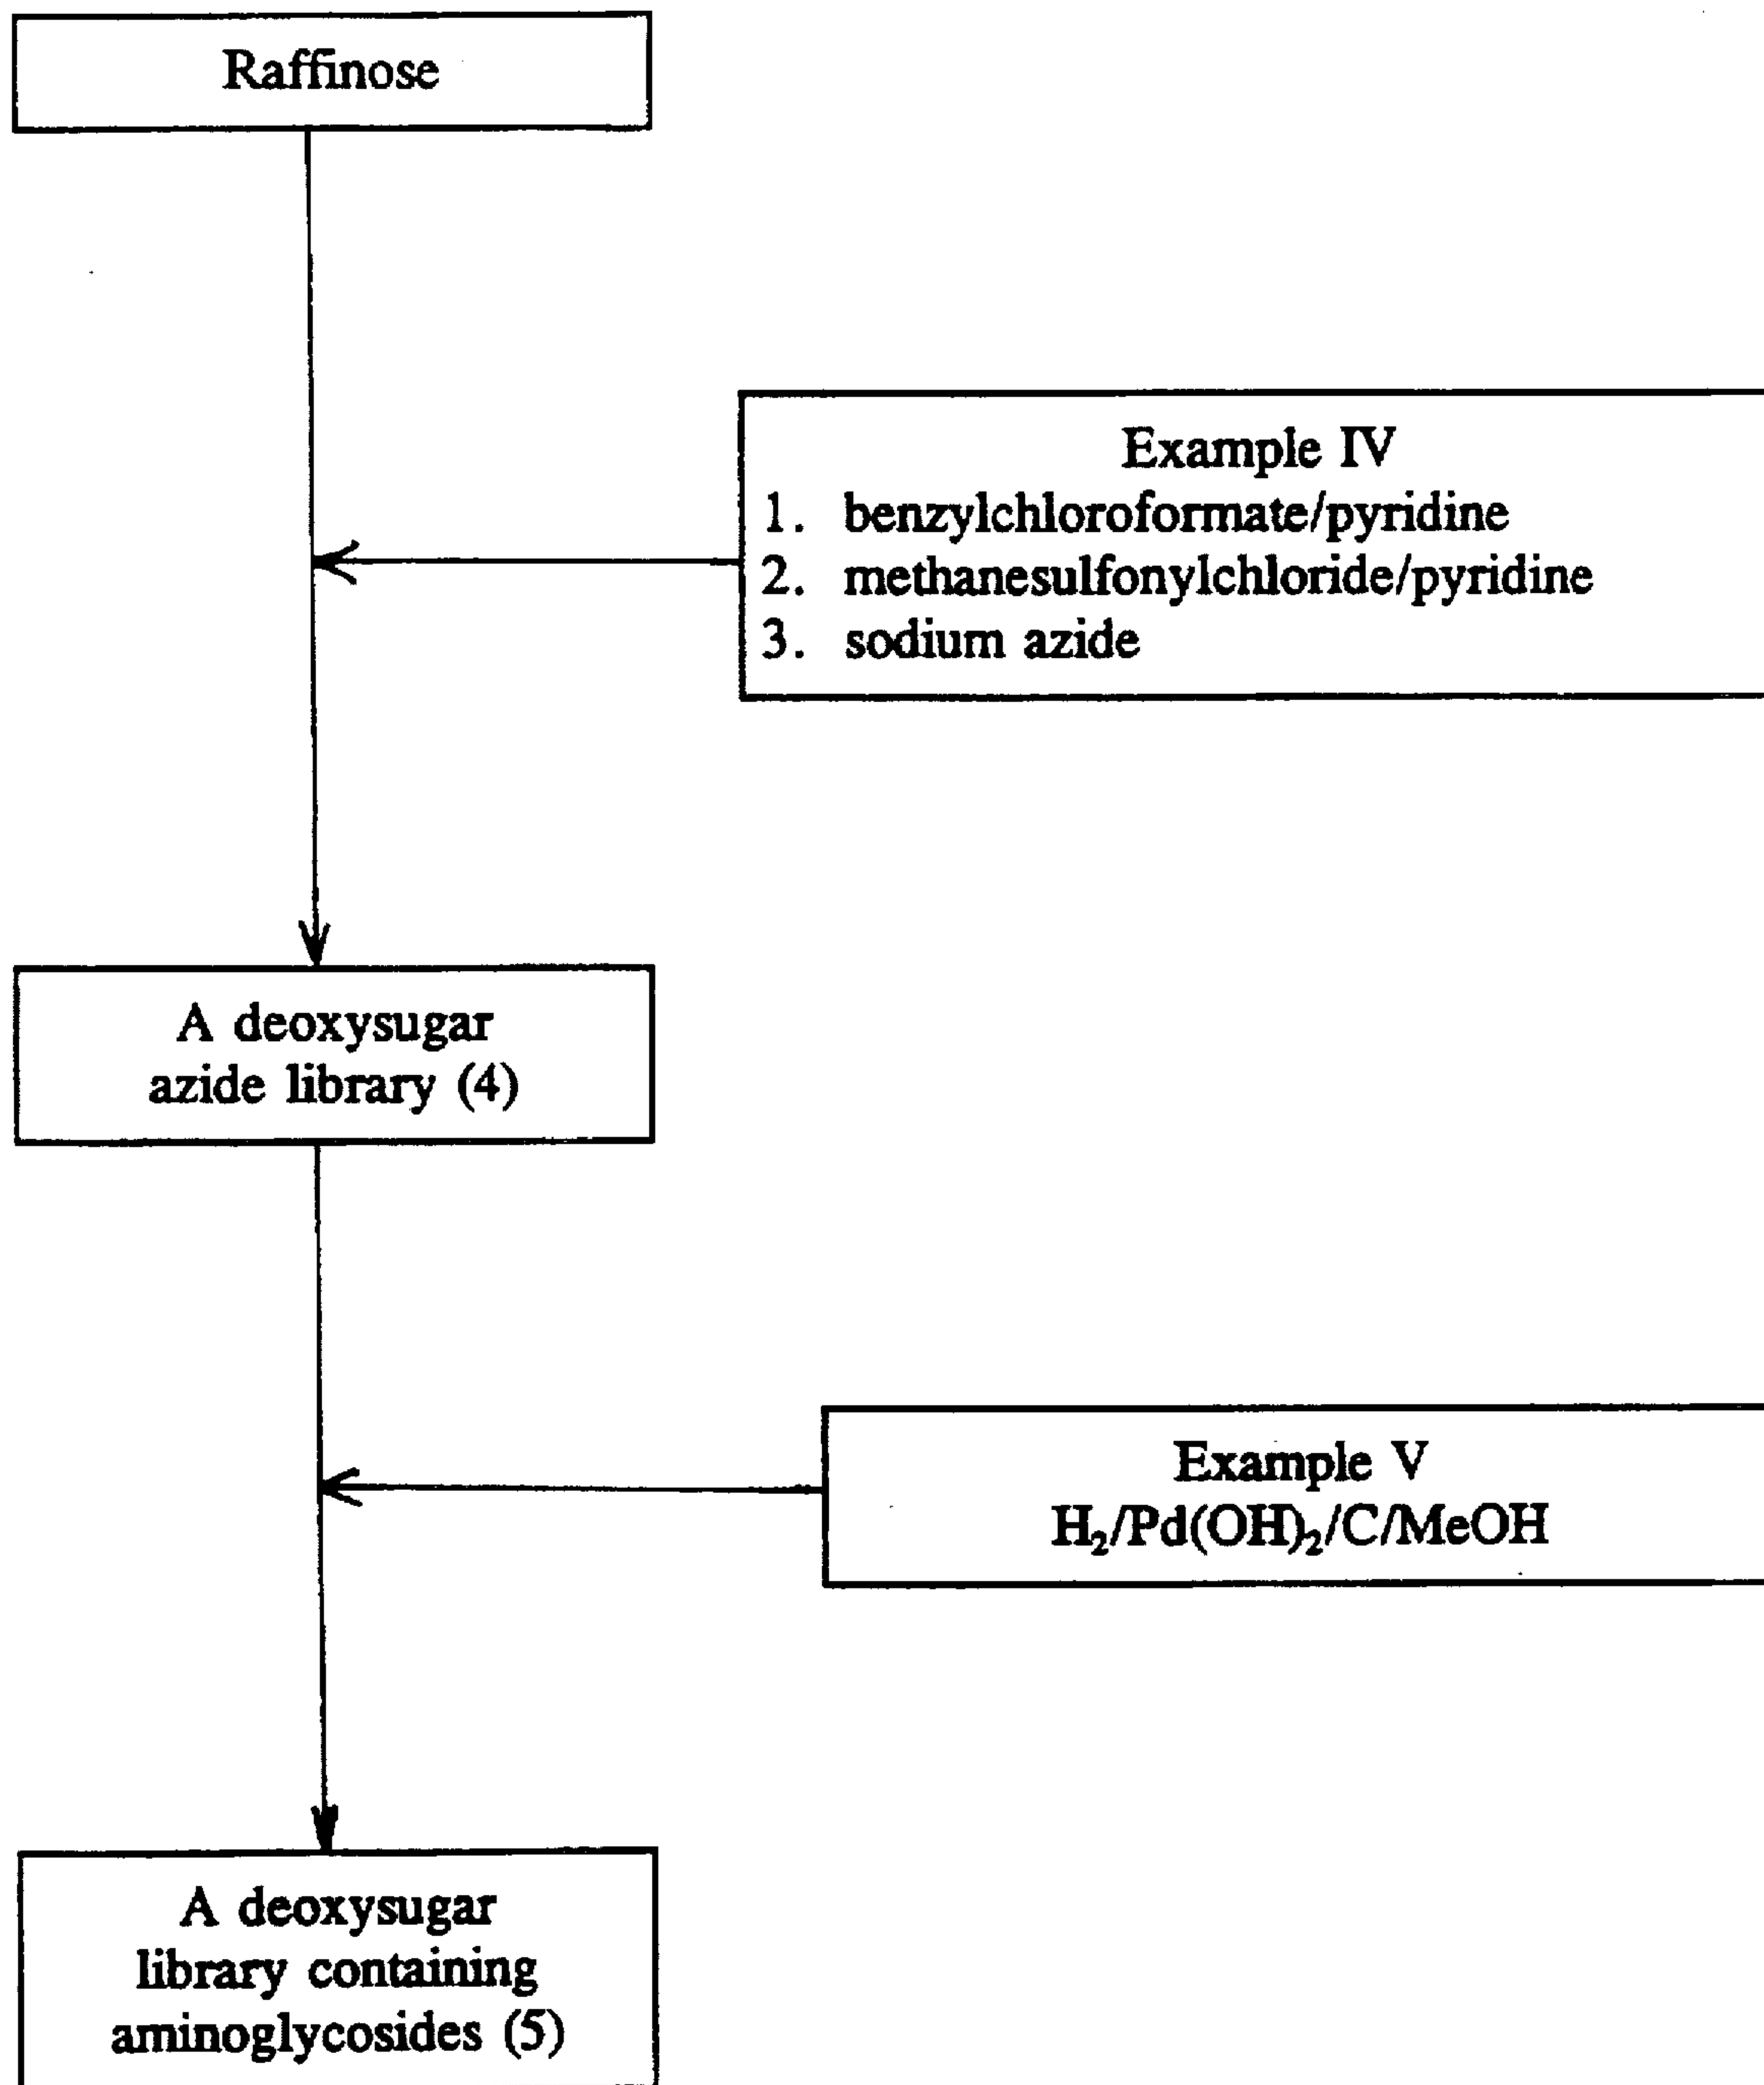 Raffinose
Example IV
1. benzylchloroformate/pyridine
2. methanesulfonylchloride/pyridine
3. sodium azide
A deoxysugar
azide library (4)
Example V
H₂/Pd(OH)₂/C/MeOH
A deoxysugar
library containing
aminoglycosides (5)